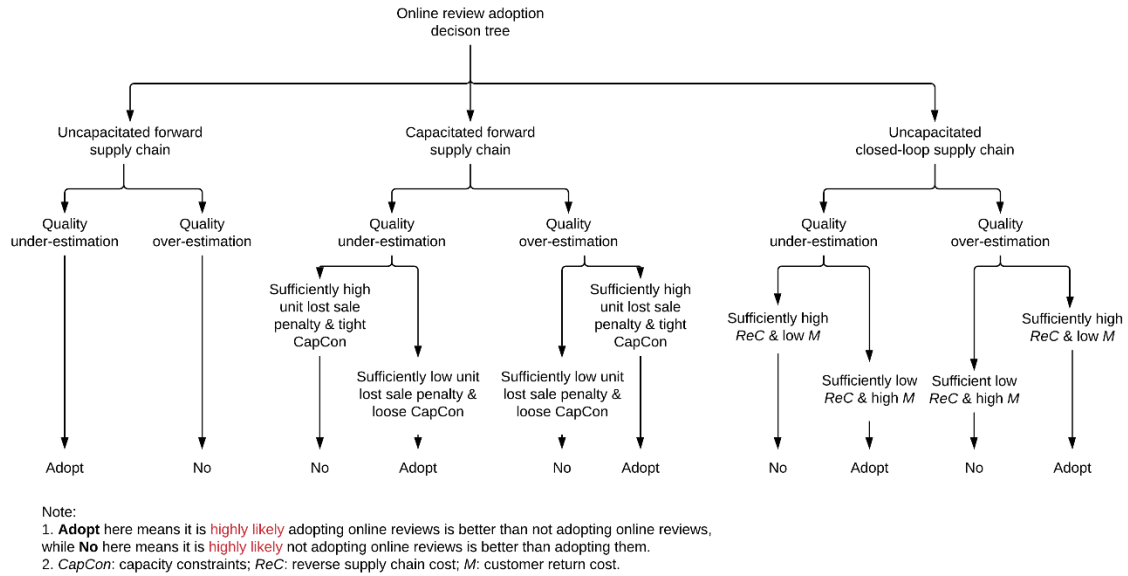 Online review adoption
decison tree
Uncapacitated forward
supply chain
Capacitated forward
supply chain
Uncapacitated
closed-loop supply chain
Quality
under-estimation
Quality
over-estimation
Quality
under-estimation
Quality
over-estimation
Quality
under-estimation
Quality
over-estimation
Sufficiently high
unit lost sale
penalty & tight
CapCon
Sufficiently low unit
lost sale penalty &
loose CapCon
Sufficiently low unit
lost sale penalty &
loose CapCon
Sufficiently high
unit lost sale
penalty & tight
CapCon
Sufficiently high
ReC & low M
Sufficiently low
ReC & high M
Sufficient low
ReC & high M
Sufficiently high
ReC & low M
Adopt
No
No
Adopt
No
Adopt
No
Adopt
No
Adopt
Note:
1. Adopt here means it is highly likely adopting online reviews is better than not adopting online reviews,
while No here means it is highly likely not adopting online reviews is better than adopting them.
2. CapCon: capacity constraints; ReC: reverse supply chain cost; M: customer return cost.